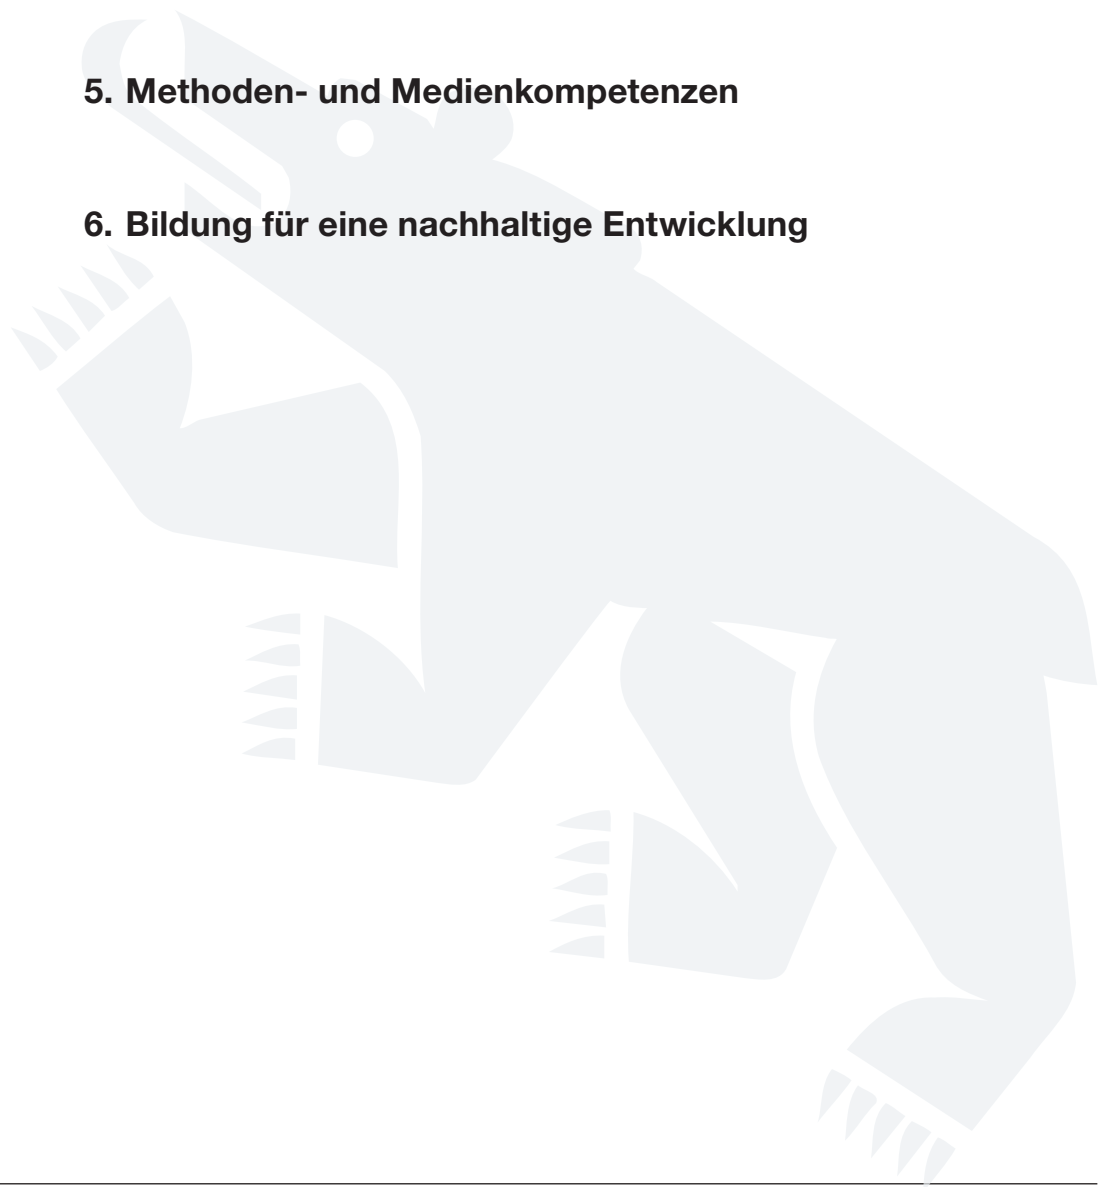 5. Methoden- und Medienkompetenzen
6. Bildung für eine nachhaltige Entwicklung